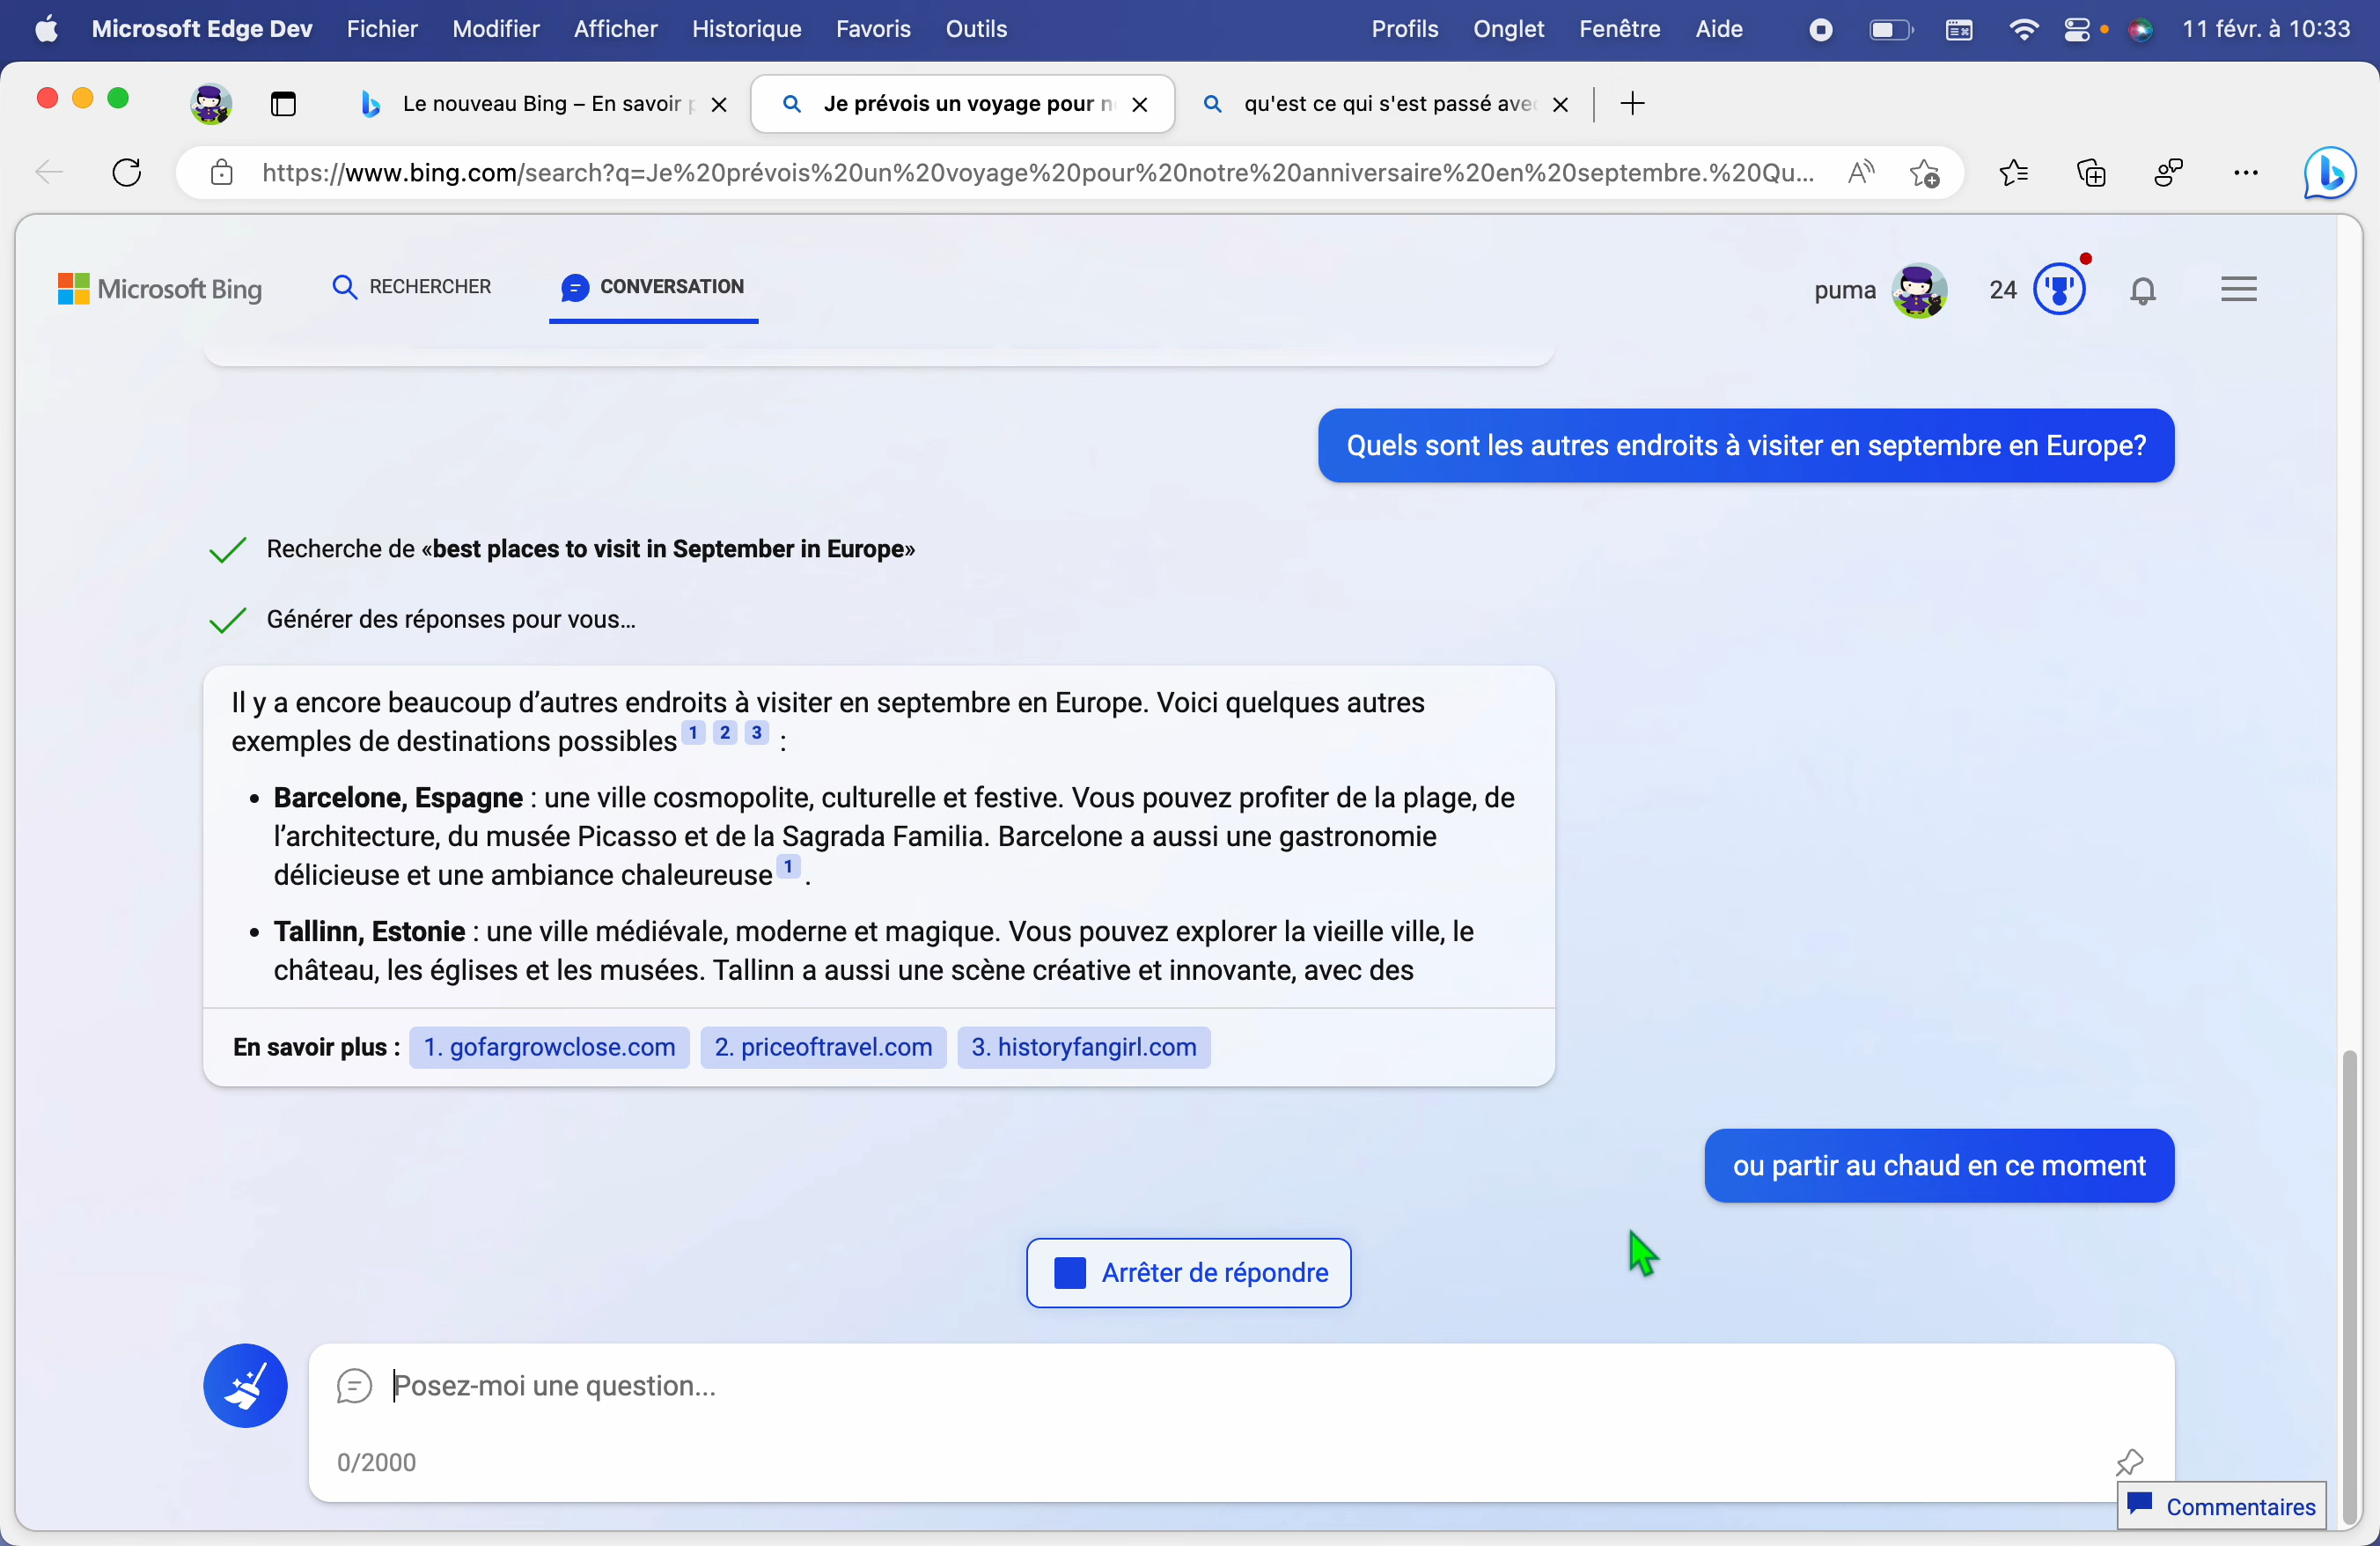 Microsoft Edge Dev Fichier Modifier Afficher Historique Favoris Outils Profils Onglet Fenêtre Aide 11 févr. à 10:33
Le nouveau Bing – En savoir Je prévois un voyage pour qu'est ce qui s'est passé
https://www.bing.com/search?q=Je%20prévois%20un%20voyage%20pour%20notre%20anniversaire%20en%20septembre.%20Qu...
Microsoft Bing RECHERCHER CONVERSATION puma 24
Quels sont les autres endroits à visiter en septembre en Europe?
Recherche de «best places to visit in September in Europe»
Générer des réponses pour vous...
Il y a encore beaucoup d’autres endroits à visiter en septembre en Europe. Voici quelques autres
exemples de destinations possibles 1 2 3 :
• Barcelone, Espagne : une ville cosmopolite, culturelle et festive. Vous pouvez profiter de la plage, de
l’architecture, du musée Picasso et de la Sagrada Familia. Barcelone a aussi une gastronomie
délicieuse et une ambiance chaleureuse 1 .
• Tallinn, Estonie : une ville médiévale, moderne et magique. Vous pouvez explorer la vieille ville, le
château, les églises et les musées. Tallinn a aussi une scène créative et innovante, avec des
En savoir plus : 1. gofargrowclose.com 2. priceoftravel.com 3. historyfangirl.com
ou partir au chaud en ce moment
Arrêter de répondre
Posez-moi une question...
0/2000
Commentaires